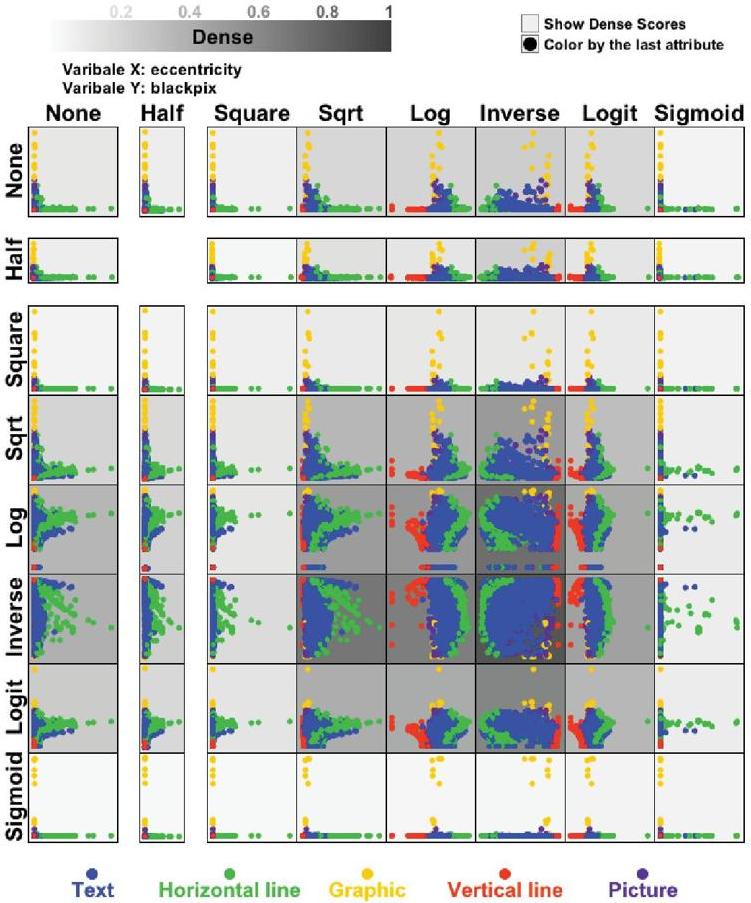 0.2 0.4 0.6 0.8 1
Dense
Show Dense Scores
Color by the last attribute
Varibale X: eccentricity
Varibale Y: blackpix
None Half Square Sqrt Log Inverse Logit Sigmoid
None
Half
Square
Sqrt
Log
Inverse
Logit
Sigmoid
Text Horizontal line Graphic Vertical line Picture